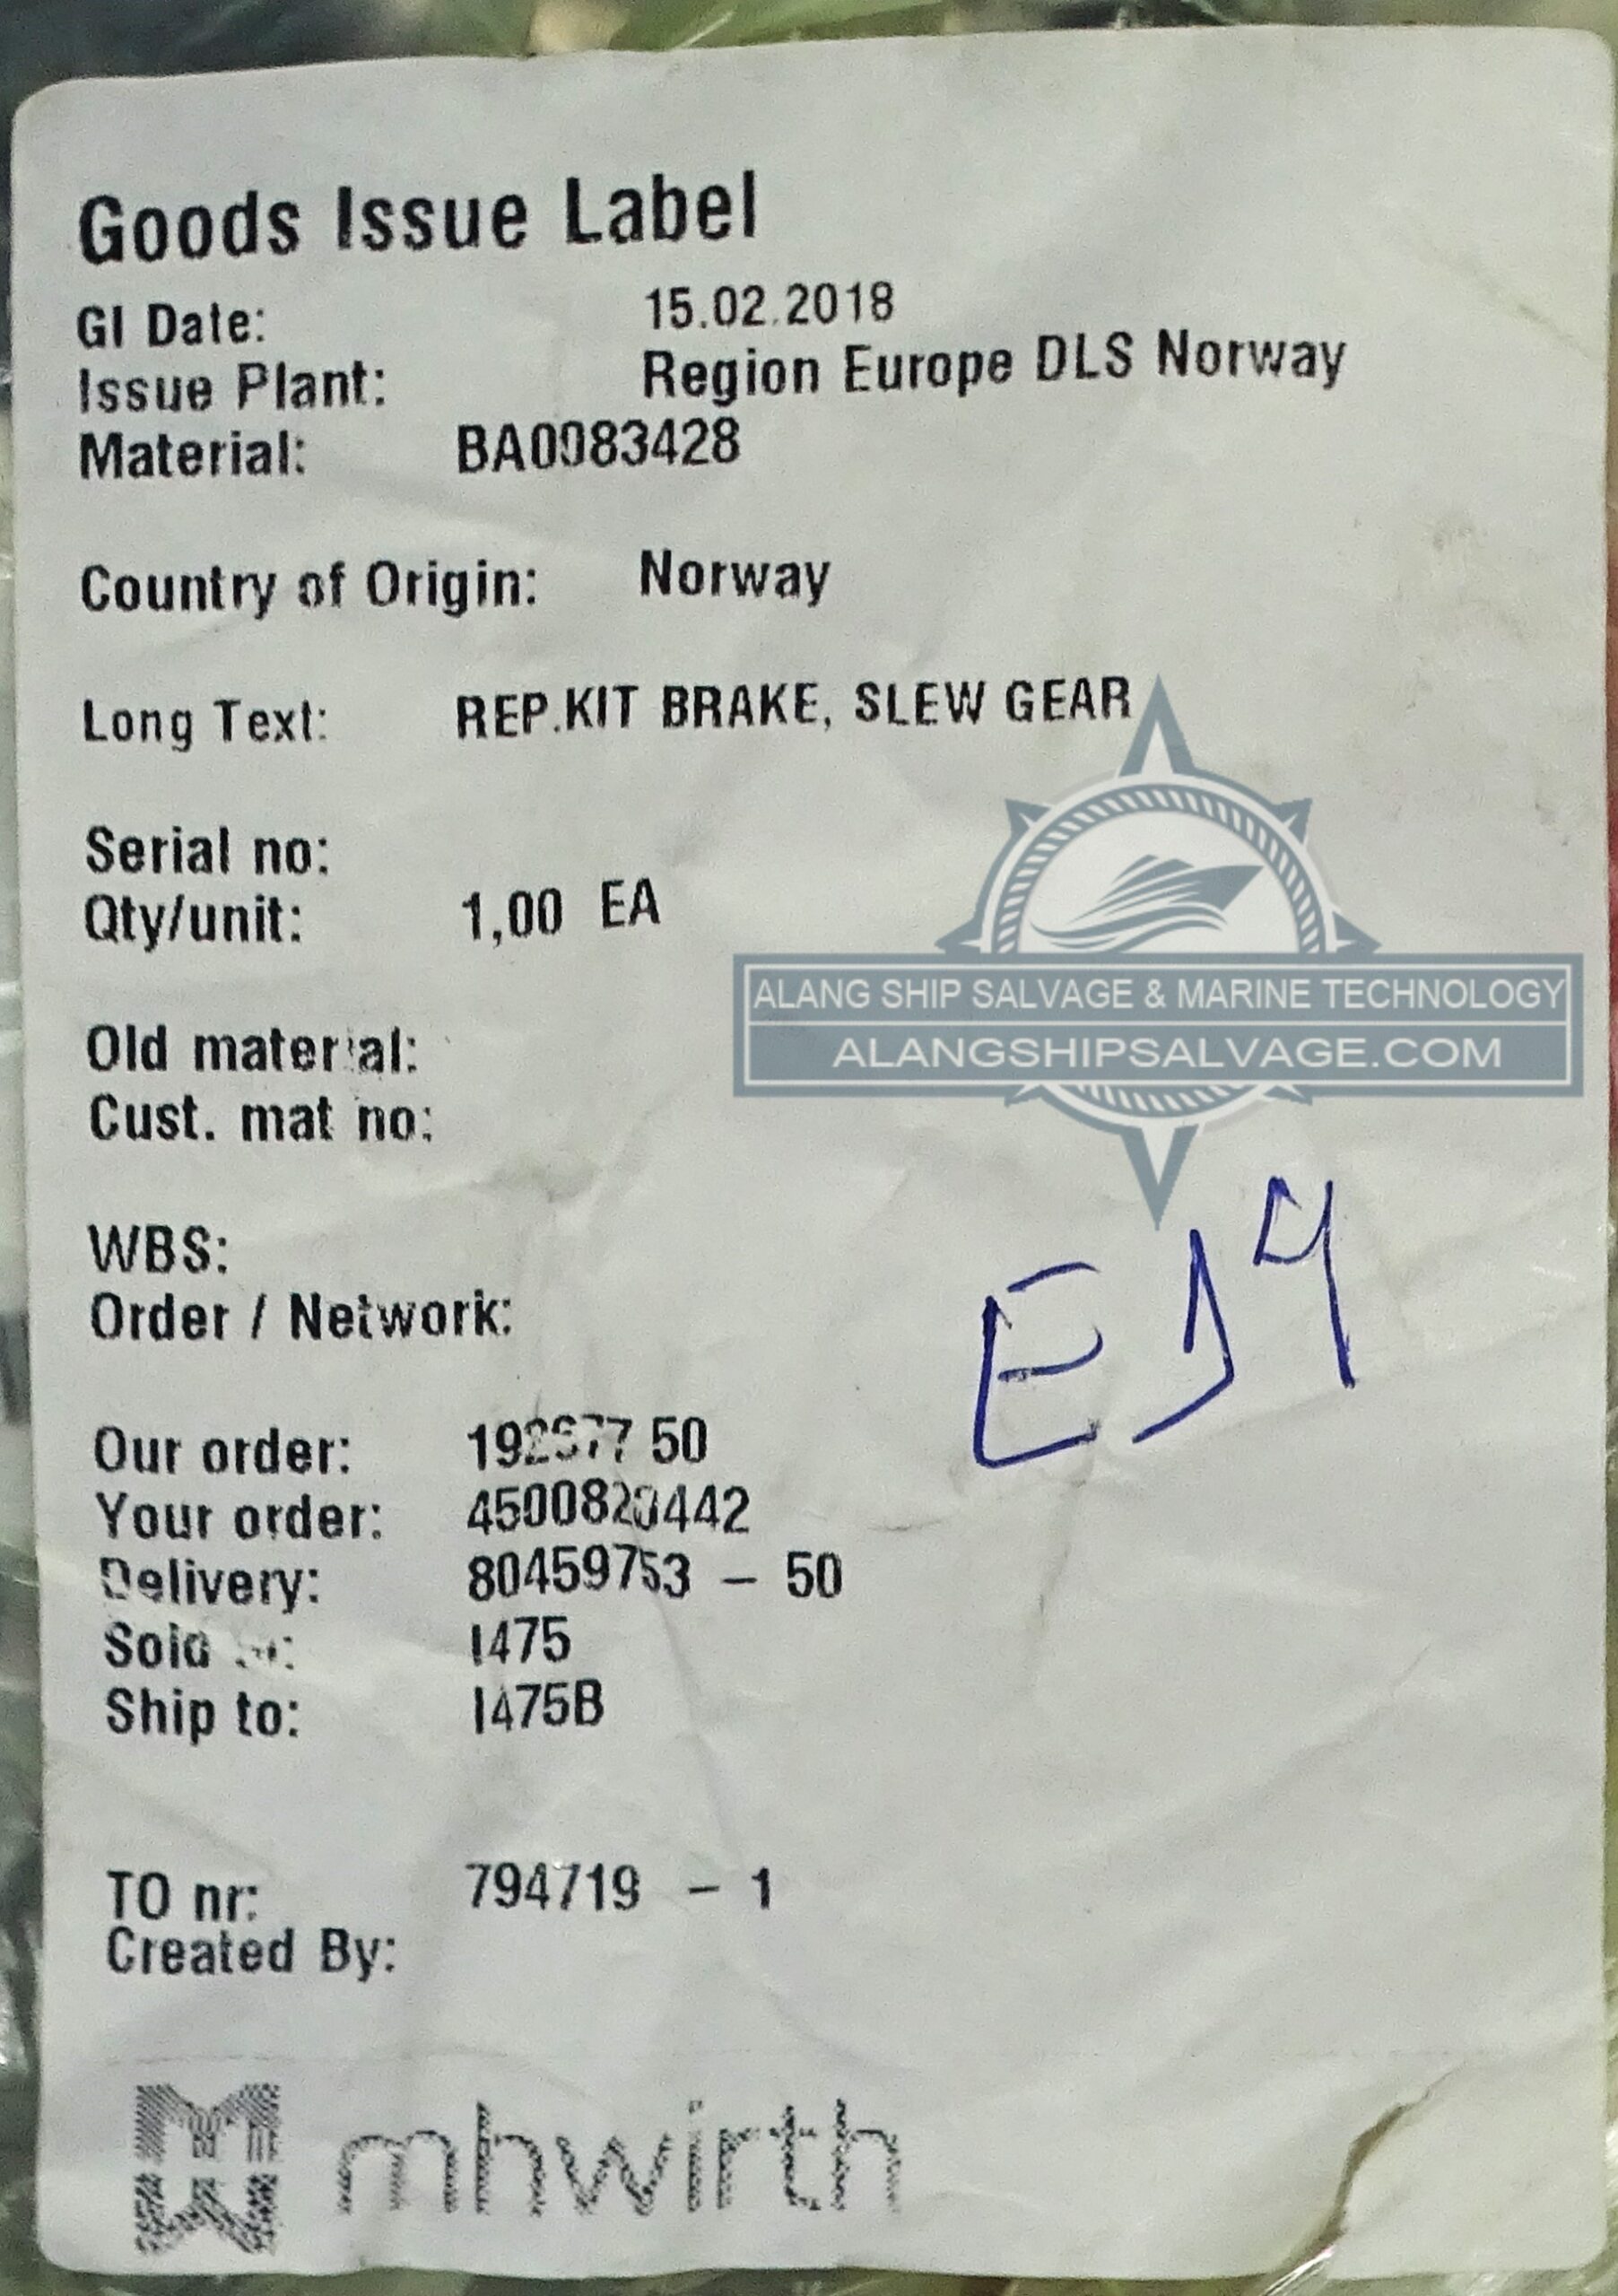 Goods Issue Label
GI Date: 15.02.2018
Issue Plant: Region Europe DLS Norway
Material: BA0083428
Country of Origin: Norway
Long Text: REP.KIT BRAKE, SLEW GEAR
Serial no:
Qty/unit: 1,00 EA
ALANG SHIP SALVAGE & MARINE TECHNOLOGY
ALANGSHIPSALVAGE.COM
Old material:
Cust. mat no:
WBS:
Order / Network:
Our order: 50
Your order: 4500820442
Delivery: 80459753 - 50
Sold 1475
Ship to: 1475B
TO nr: 794719 - 1
Created By:
mhwirth